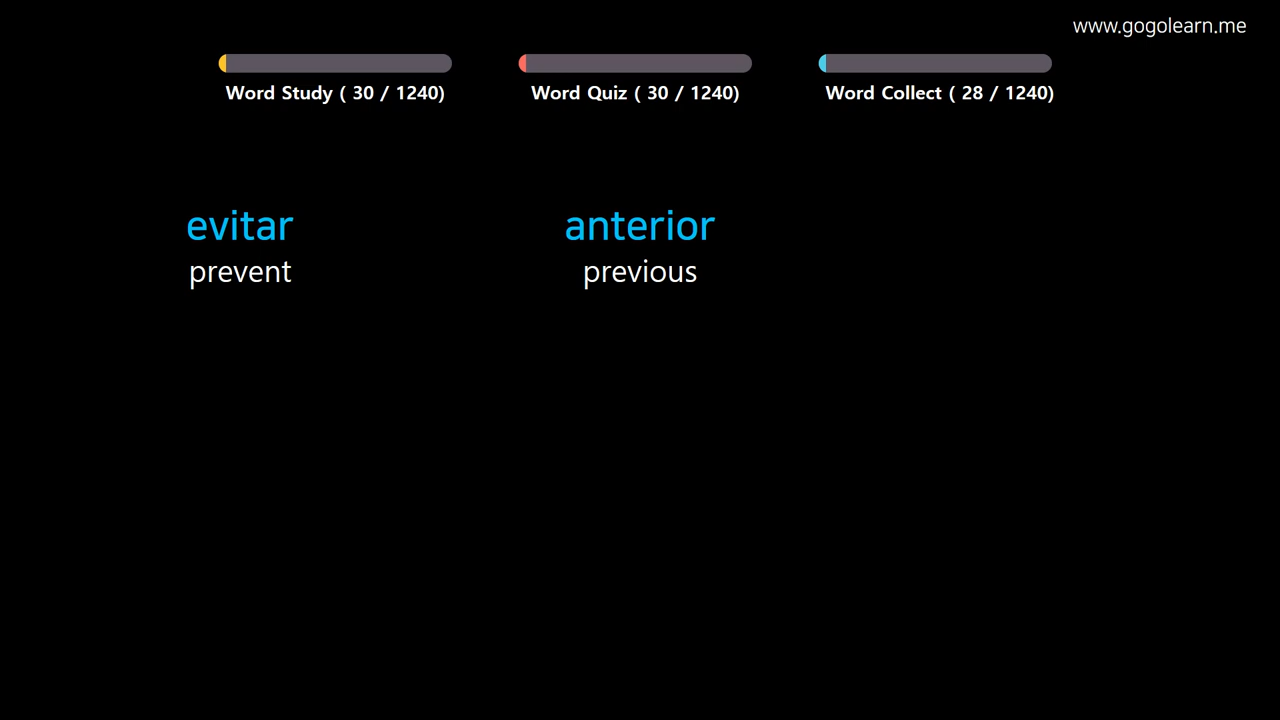 www.gogolearn.me
Word Study ( 30 / 1240)
Word Quiz ( 30 / 1240)
Word Collect ( 28 / 1240)
evitar
prevent
anterior
previous